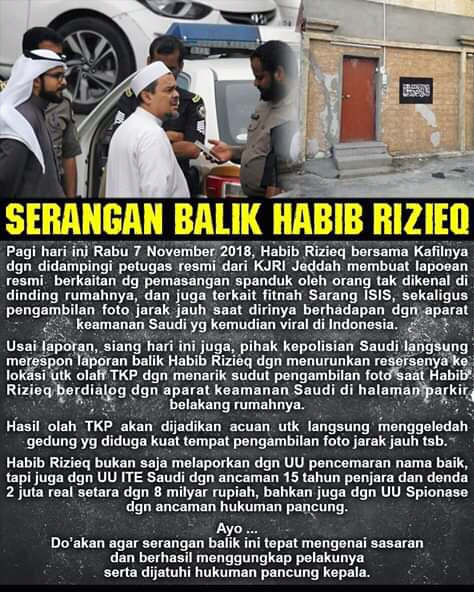 SERANGAN BALIK HABIB RIZIEQ
Pagi hari ini Rabu 7 November 2018, Habib Rizieq bersama Kafilnya
dgn didampingi petugas resmi dari KJRI Jeddah membuat lapoean
resmi berkaitan dg pemasangan spanduk oleh orang tak dikenal di
dinding rumahnya, dan juga terkait fitnah Sarang ISIS, sekaligus
pengambilan foto jarak jauh saat dirinya berhadapan dgn aparat
keamanan Saudi yg kemudian viral di Indonesia.
Usai laporan, siang hari ini juga, pihak kepolisian Saudi langsung
merespon laporan balik Habib Rizieq dgn menurunkan resersenya ke
lokasi utk olah TKP dgn menarik sudut pengambilan foto saat Habib
Rizieq berdialog dgn aparat keamanan Saudi di halaman parkir
belakang rumahnya.
Hasil olah TKP akan dijadikan acuan utk langsung menggeledah
gedung yg diduga kuat tempat pengambilan foto jarak jauh tsb.
Habib Rizieq bukan saja melaporkan dgn UU pencemaran nama baik,
tapi juga dgn UU ITE Saudi dgn ancaman 15 tahun penjara dan denda
2 juta real setara dgn 8 milyar rupiah, bahkan juga dgn UU Spionase
dgn ancaman hukuman pancung.
Ayo ...
Do'akan agar serangan balik ini tepat mengenai sasaran
dan berhasil menggungkap pelakunya
serta dijatuhi hukuman pancung kepala.